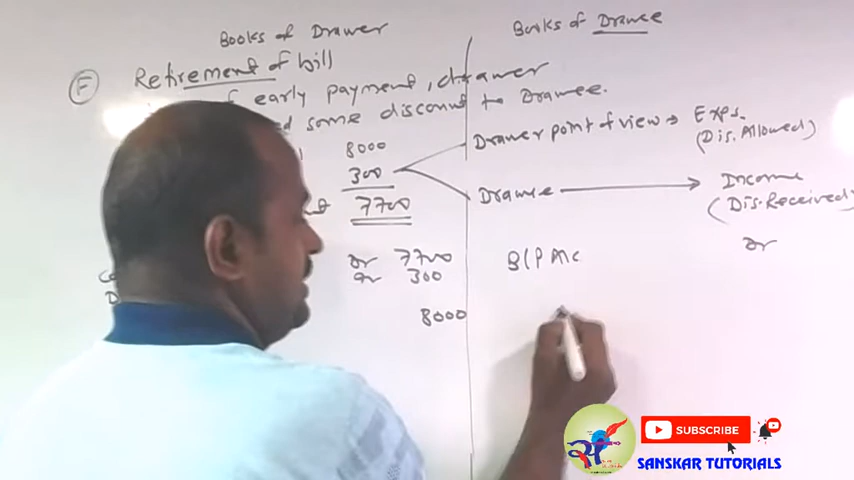 Books of Drawer
Books of Drawee
F Retirement of bill
early payment, drawer
some discount to Drawee.
8000
300
7700
Drawer point of view → Exps.
(Dis. Allowed)
Drawee → Income
(Dis. Received)
Dr 7700
Dr 300
8000
B/P A/c
Dr
SUBSCRIBE
SANSKAR TUTORIALS